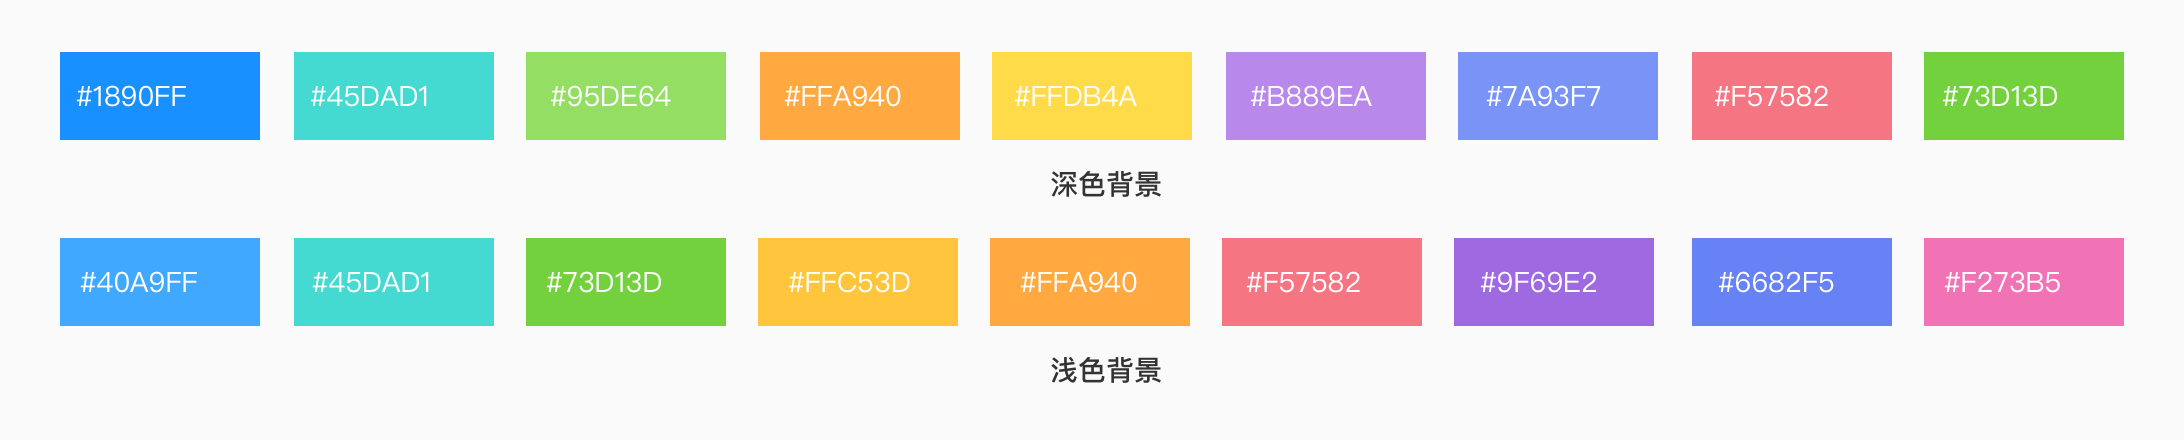 #1890FF #45DAD1 #95DE64 #FFA940 #FFDB4A #B889EA #7A93F7 #F57582 #73D13D
深色背景
#40A9FF #45DAD1 #73D13D #FFC53D #FFA940 #F57582 #9F69E2 #6682F5 #F273B5
浅色背景